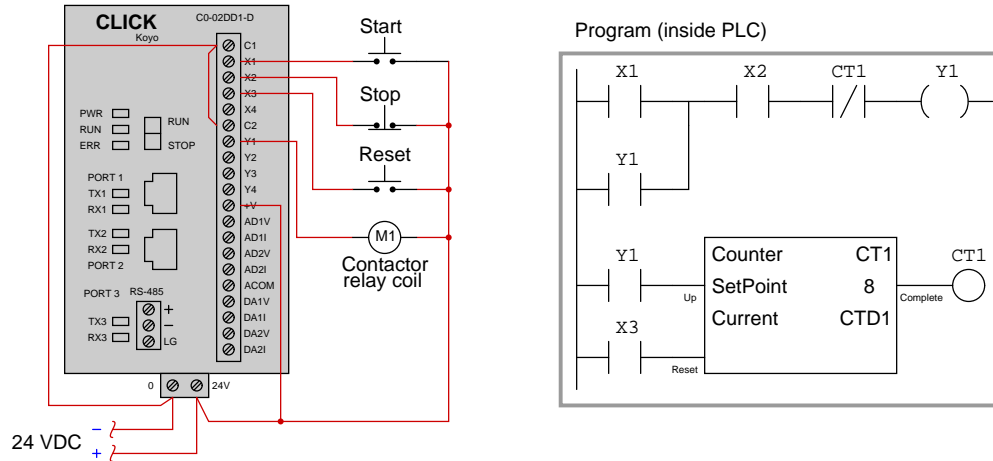 CLICK
Koyo
C0-02DD1-D
C1
X1
X2
X3
X4
C2
Y1
Y2
Y3
Y4
+V
AD1V
AD1I
AD2V
AD2I
ACOM
DA1V
DA1I
DA2V
DA2I
PWR
RUN
ERR
RUN
STOP
PORT 1
TX1
RX1
TX2
RX2
PORT 2
PORT 3
RS-485
+
–
LG
TX3
RX3
0
24V
24 VDC
–
+
Start
Stop
Reset
M1
Contactor
relay coil
Program (inside PLC)
X1
X2
CT1
Y1
Y1
Y1
Up
Counter CT1
SetPoint 8
Current CTD1
Complete
CT1
X3
Reset